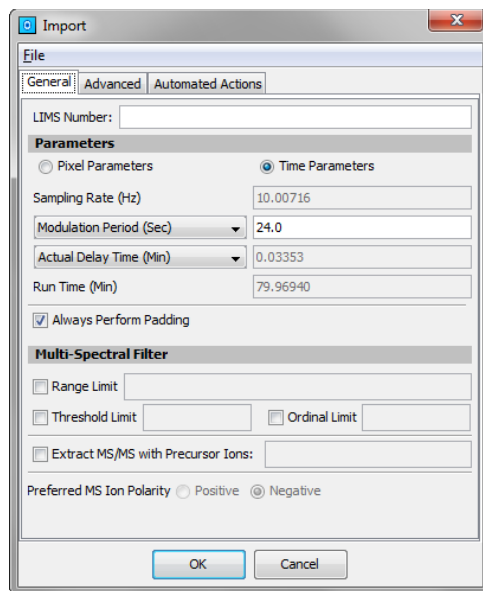 Import
File
General Advanced Automated Actions
LIMS Number:
Parameters
Pixel Parameters Time Parameters
Sampling Rate (Hz) 10.00716
Modulation Period (Sec) 24.0
Actual Delay Time (Min) 0.03353
Run Time (Min) 79.96940
Always Perform Padding
Multi-Spectral Filter
Range Limit
Threshold Limit Ordinal Limit
Extract MS/MS with Precursor Ions:
Preferred MS Ion Polarity Positive Negative
OK Cancel